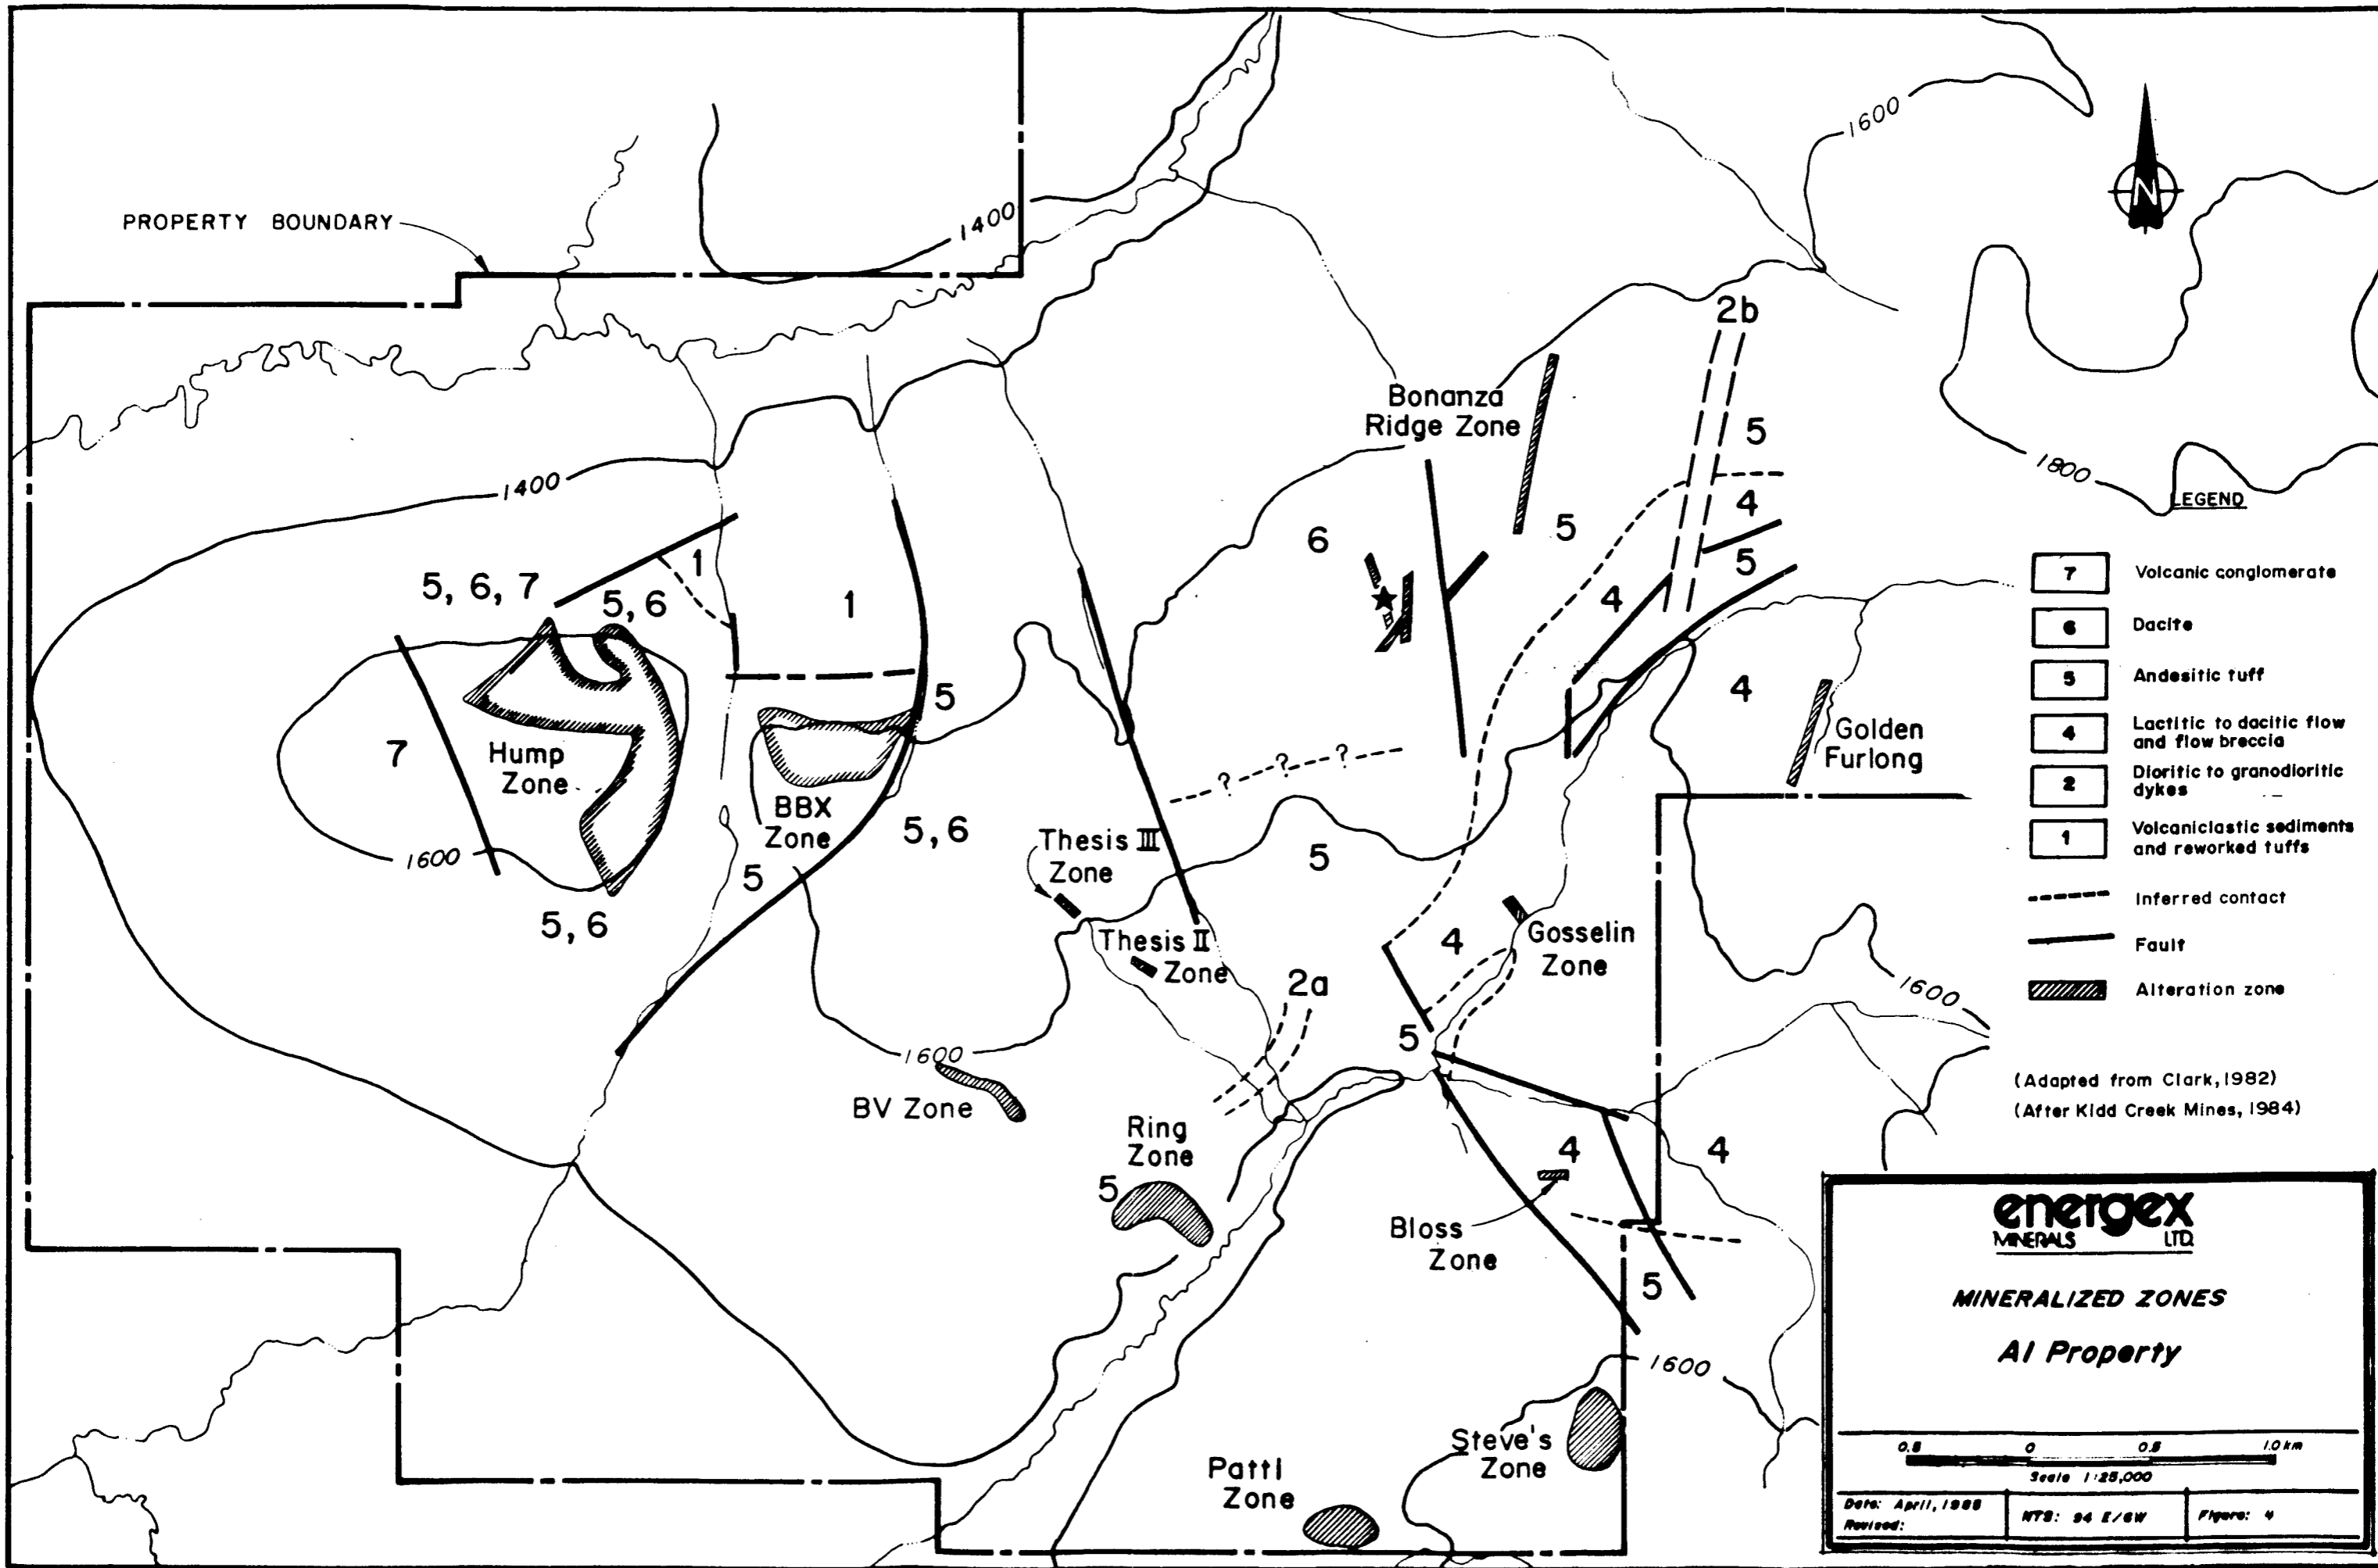 PROPERTY BOUNDARY
1600
1400
N
2b
Bonanza
Ridge Zone
5
1800
1400
4
6
5
5
5, 6, 7
1
5, 6
1
4
LEGEND
7 Volcanic conglomerate
6 Dacite
5 Andesitic tuff
4 Lactitic to dacitic flow
and flow breccia
2 Dioritic to granodioritic
dykes
1 Volcaniclastic sediments
and reworked tuffs
Inferred contact
Fault
Alteration zone
(Adapted from Clark, 1982)
(After Kidd Creek Mines, 1984)
5
4
7
Hump
Zone
Golden
Furlong
? ? ?
BBX
Zone
5, 6
1600
Thesis III
Zone
5
5
5, 6
Thesis II
Zone
4
Gosselin
Zone
2a
1600
5
1600
BV Zone
Ring
Zone
5
4
4
Bloss
Zone
5
1600
Steve's
Zone
Patti
Zone
energex
MINERALS LTD.
MINERALIZED ZONES
Al Property
0.5 0 0.5 1.0 km
Scale 1:25,000
Revised:
NTS: 94 E/6W
Figure: 4